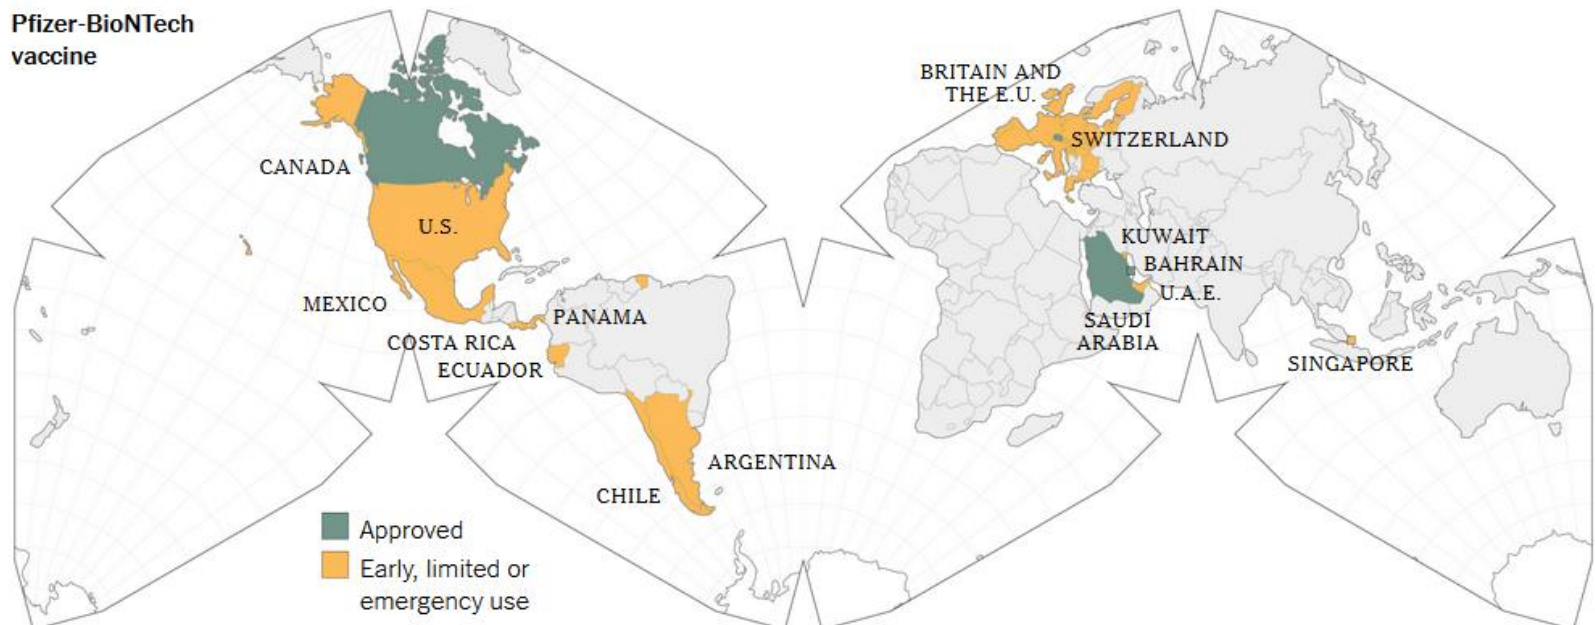 Pfizer-BioNTech
vaccine
BRITAIN AND
THE E.U.
SWITZERLAND
CANADA
U.S.
KUWAIT
BAHRAIN
U.A.E.
MEXICO
PANAMA
SAUDI
ARABIA
COSTA RICA
ECUADOR
SINGAPORE
ARGENTINA
CHILE
Approved
Early, limited or
emergency use